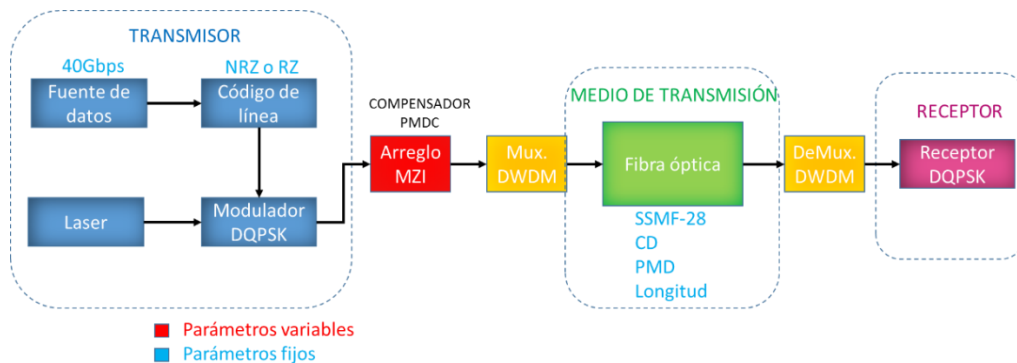 TRANSMISOR
40Gbps
NRZ o RZ
Fuente de
datos
Código de
línea
Laser
Modulador
DQPSK
COMPENSADOR
PMDC
Arreglo
MZI
Mux.
DWDM
MEDIO DE TRANSMISIÓN
Fibra óptica
SSMF-28
CD
PMD
Longitud
DeMux.
DWDM
RECEPTOR
Receptor
DQPSK
Parámetros variables
Parámetros fijos